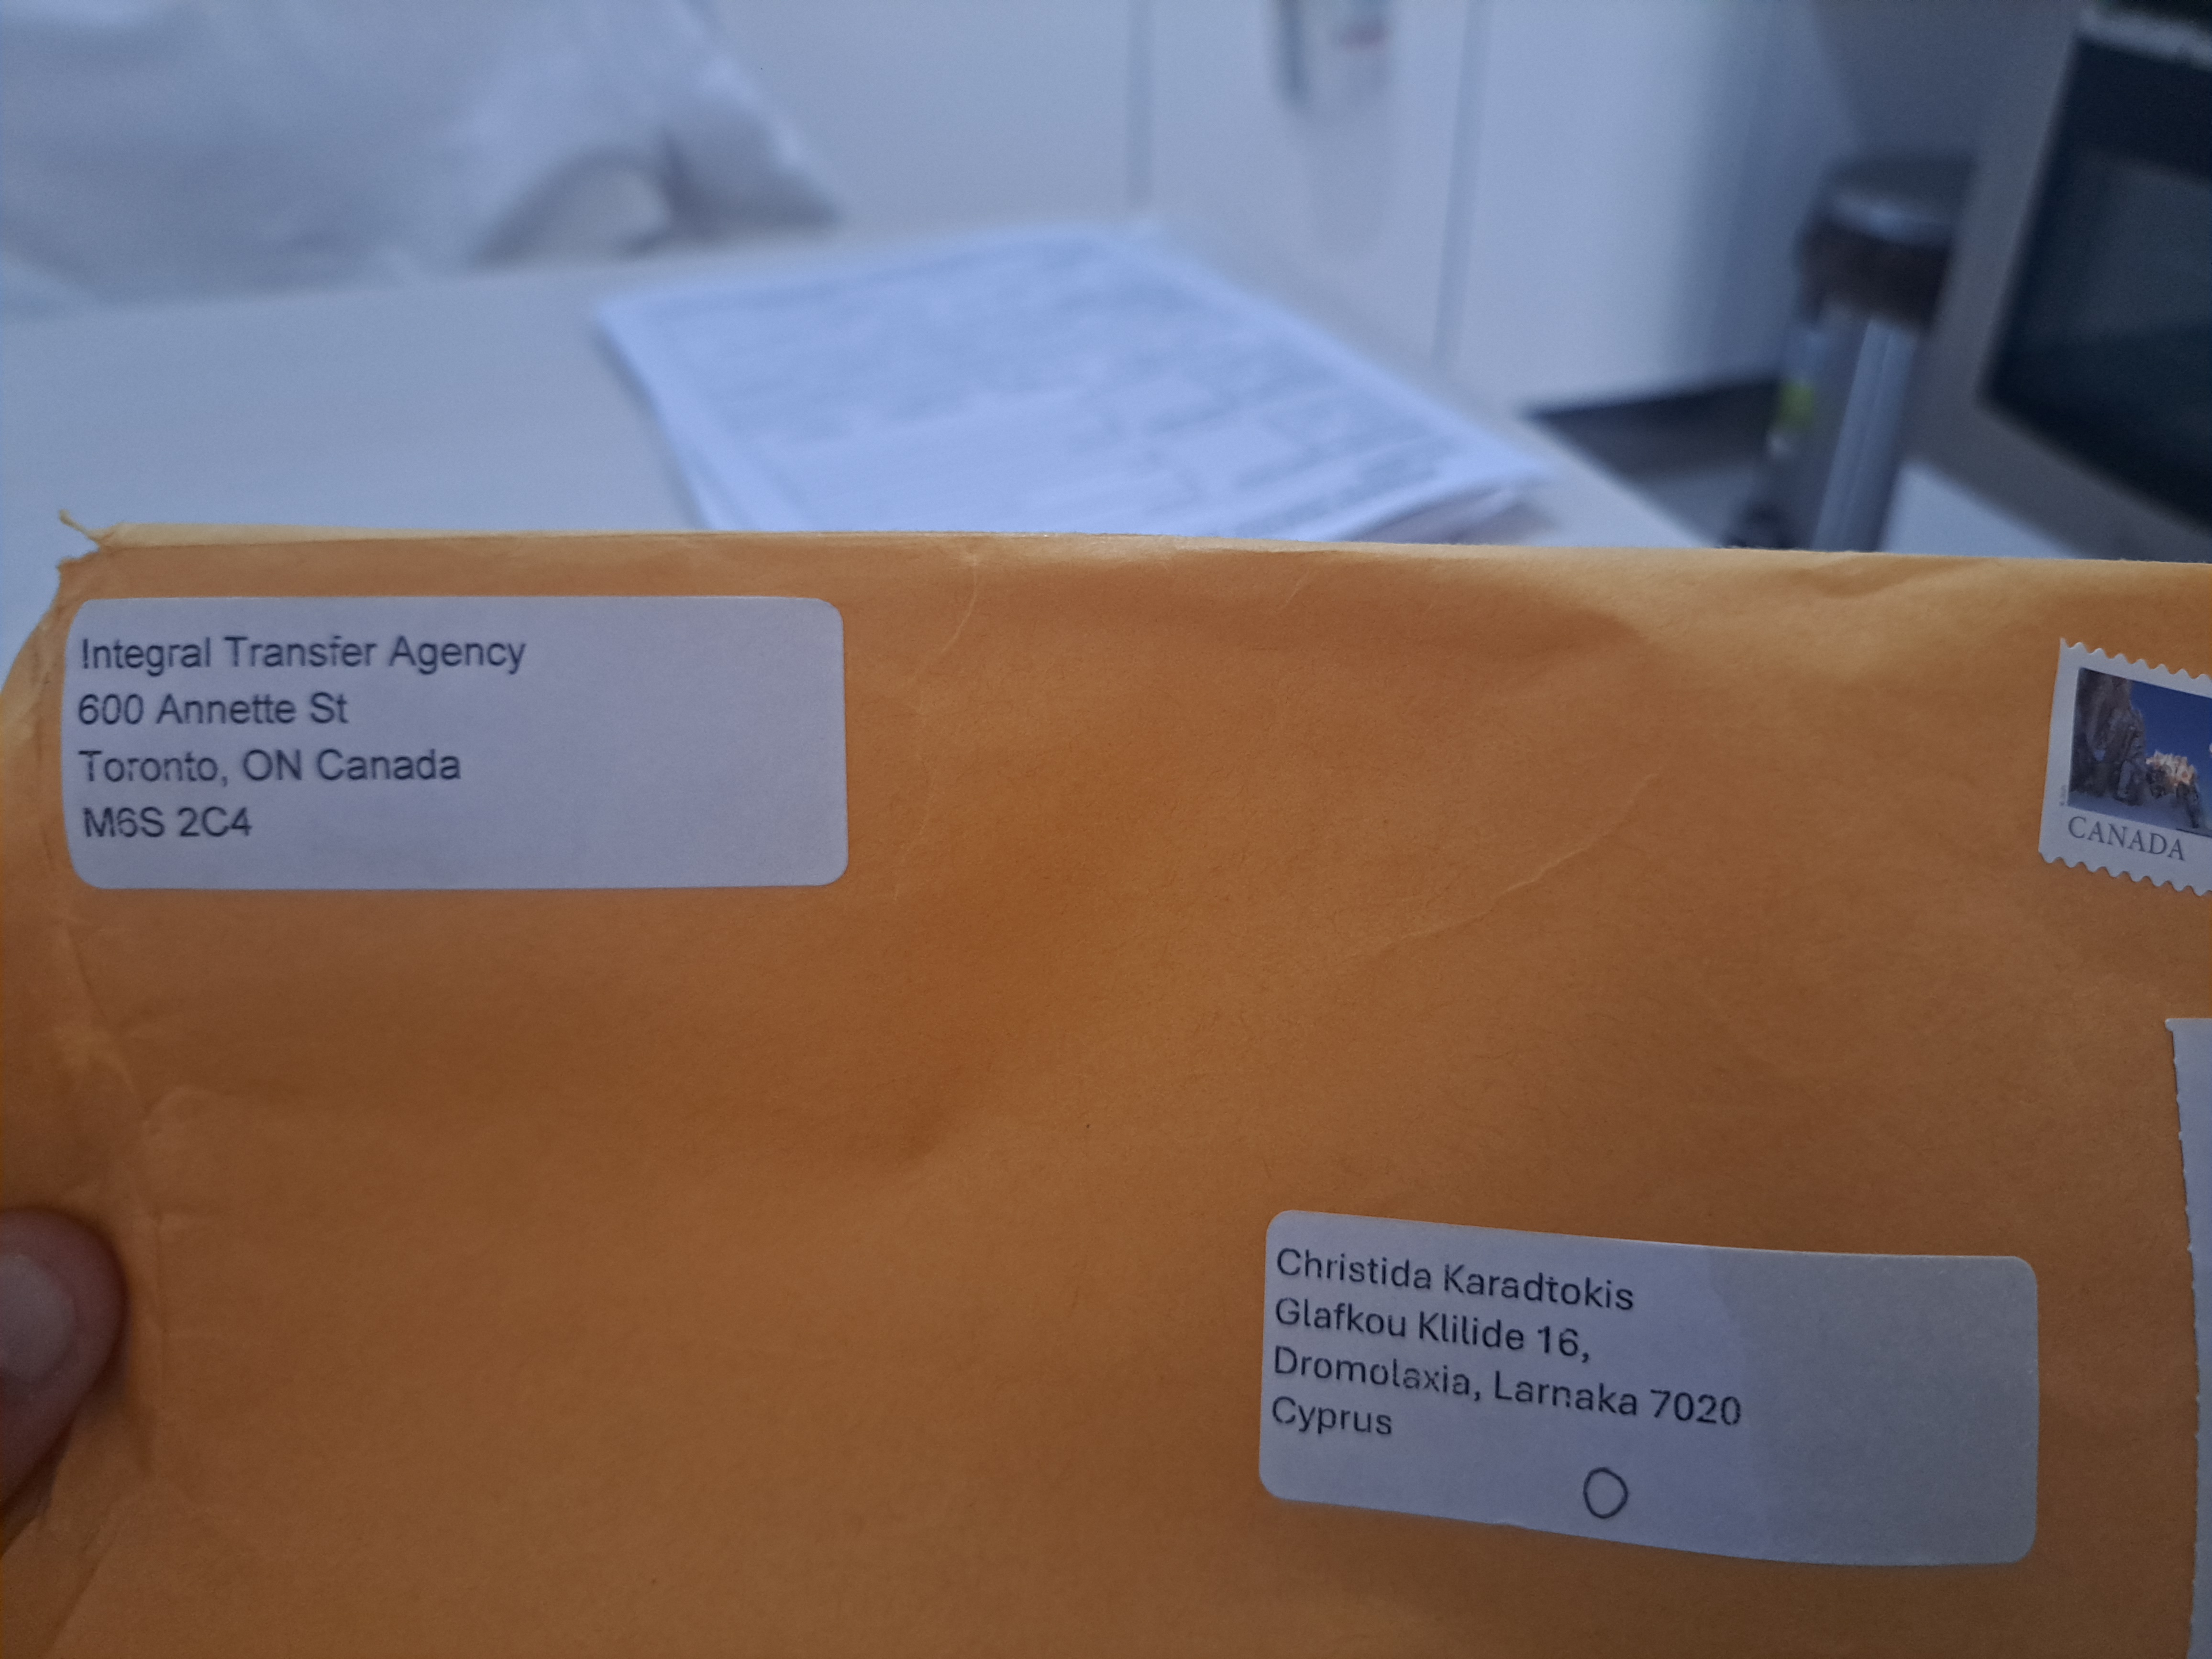 Integral Transfer Agency
600 Annette St
Toronto, ON Canada
M6S 2C4
CANADA
Christida Karadtokis
Glafkou Klilide 16,
Dromolaxia, Larnaka 7020
Cyprus